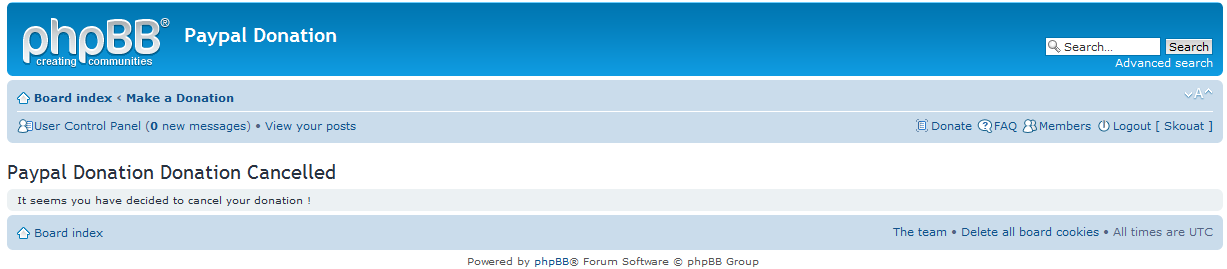 phpBB®
creating communities
Paypal Donation
Search...
Search
Advanced search
Board index ‹ Make a Donation
A
User Control Panel (0 new messages) • View your posts
Donate FAQ Members Logout [ Skouat ]
Paypal Donation Donation Cancelled
It seems you have decided to cancel your donation !
Board index
The team • Delete all board cookies • All times are UTC
Powered by phpBB® Forum Software © phpBB Group